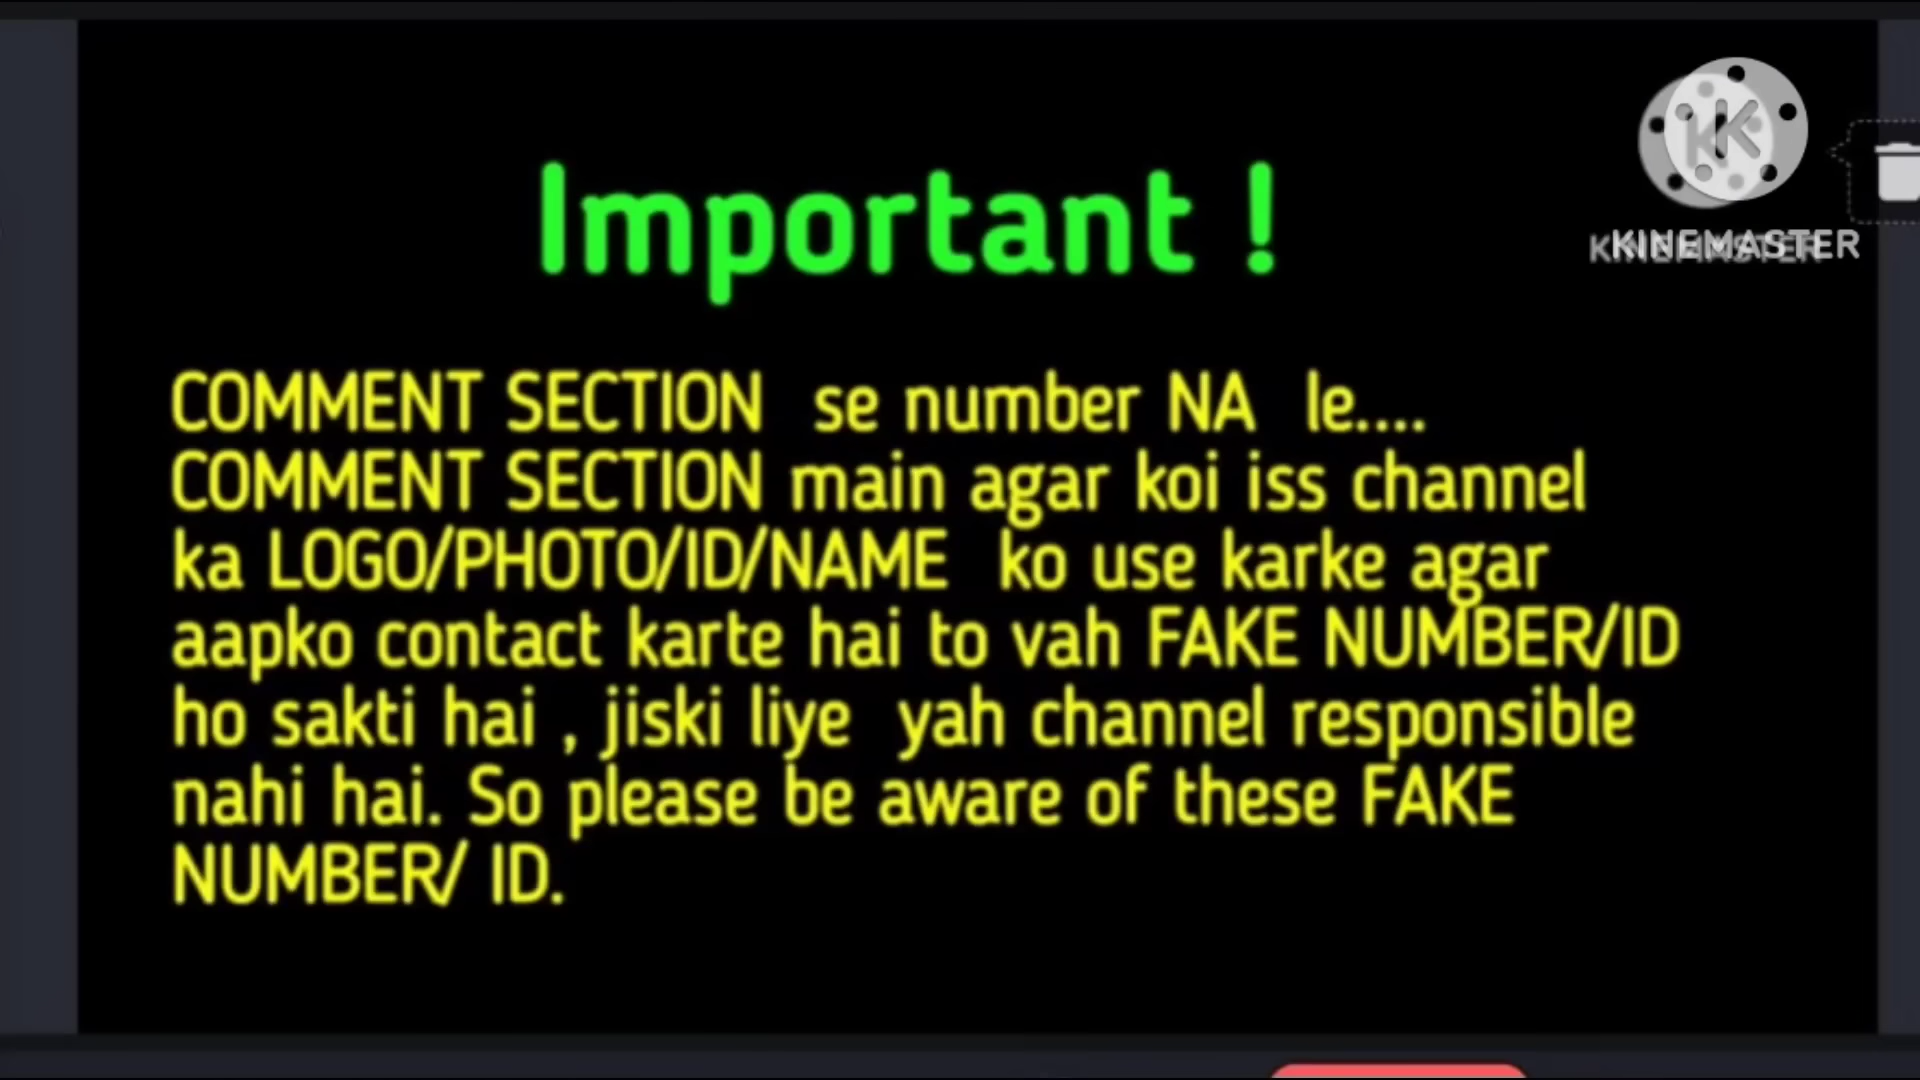 Important !
KINEMASTER
KINEMASTER
COMMENT SECTION se number NA le....
COMMENT SECTION main agar koi iss channel
ka LOGO/PHOTO/ID/NAME ko use karke agar
aapko contact karte hai to vah FAKE NUMBER/ID
ho sakti hai , jiski liye yah channel responsible
nahi hai. So please be aware of these FAKE
NUMBER/ ID.